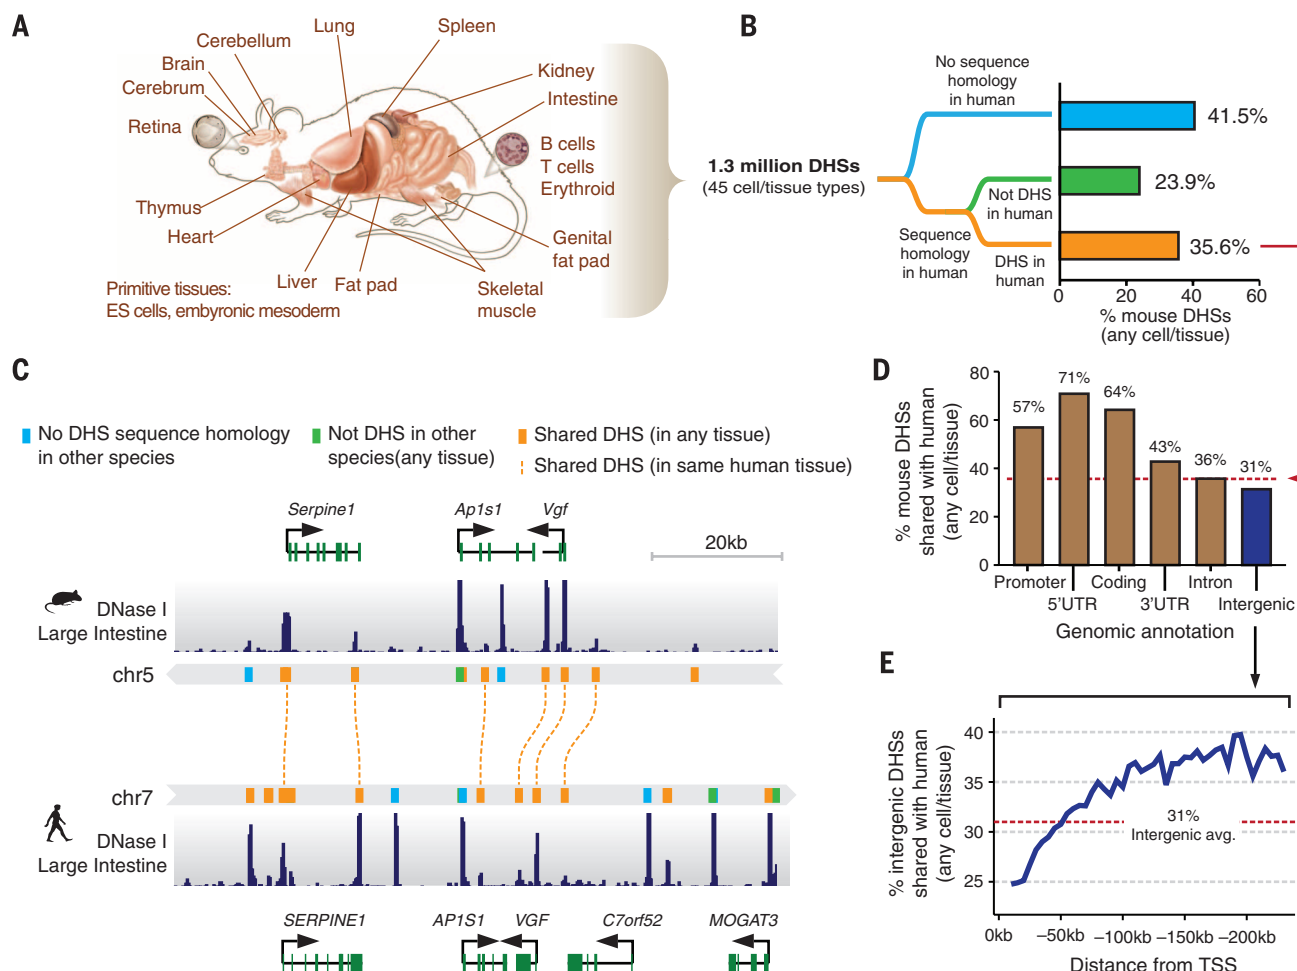 A
Lung
Spleen
Cerebellum
Brain
Cerebrum
Retina
Kidney
Intestine
B cells
T cells
Erythroid
Thymus
Heart
Genital
fat pad
Liver
Fat pad
Skeletal
muscle
Primitive tissues:
ES cells, embyronic mesoderm
B
No sequence
homology
in human
41.5%
1.3 million DHSs
(45 cell/tissue types)
Not DHS
in human
23.9%
Sequence
homology
in human
DHS in
human
35.6%
0 20 40 60
% mouse DHSs
(any cell/tissue)
C
No DHS sequence homology
in other species
Not DHS in other
species(any tissue)
Shared DHS (in any tissue)
Shared DHS (in same human tissue)
Serpine1
Ap1s1
Vgf
20kb
DNase I
Large Intestine
chr5
chr7
DNase I
Large Intestine
SERPINE1
AP1S1
VGF
C7orf52
MOGAT3
D
% mouse DHSs
shared with human
(any cell/tissue)
80
60
40
20
0
57%
71%
64%
43%
36%
31%
Promoter
5'UTR
Coding
3'UTR
Intron
Intergenic
Genomic annotation
E
% intergenic DHSs
shared with human
(any cell/tissue)
40
35
30
25
31%
Intergenic avg.
0kb −50kb −100kb −150kb −200kb
Distance from TSS